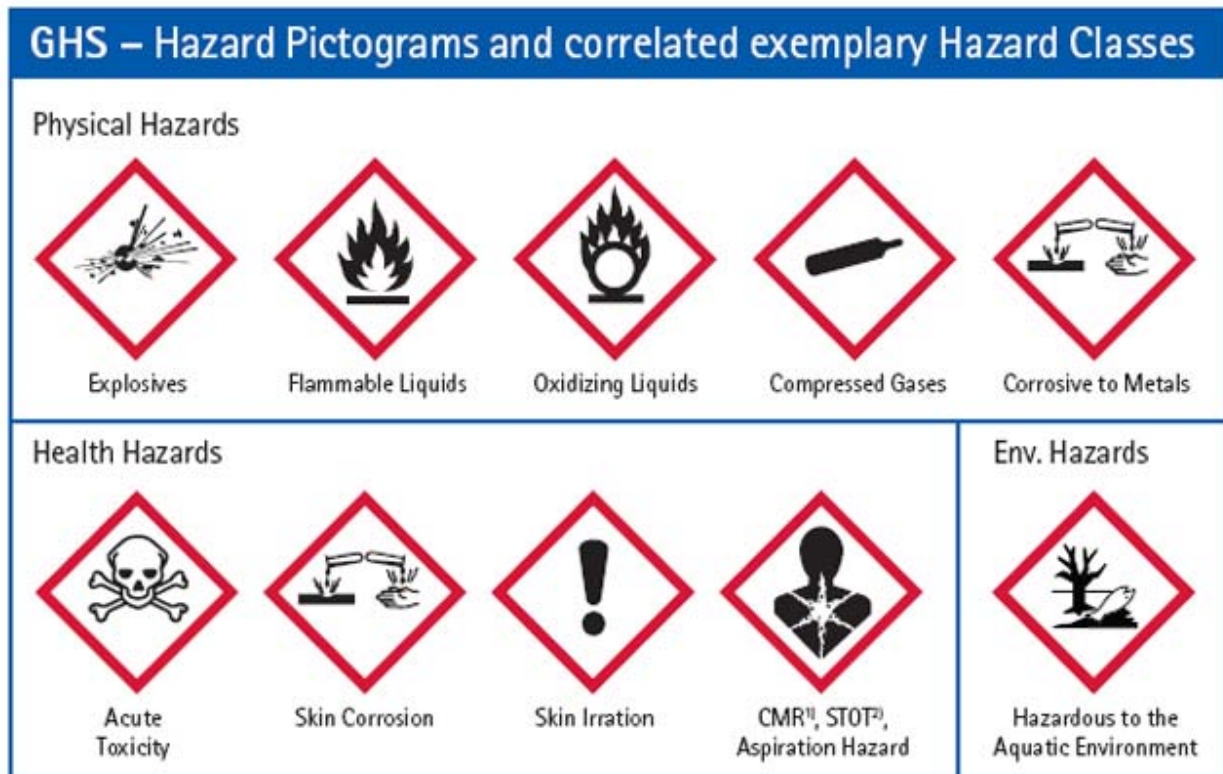 GHS – Hazard Pictograms and correlated exemplary Hazard Classes
Physical Hazards
Explosives
Flammable Liquids
Oxidizing Liquids
Compressed Gases
Corrosive to Metals
Health Hazards
Acute
Toxicity
Skin Corrosion
Skin Irration
CMR¹⁾, STOT²⁾,
Aspiration Hazard
Env. Hazards
Hazardous to the
Aquatic Environment